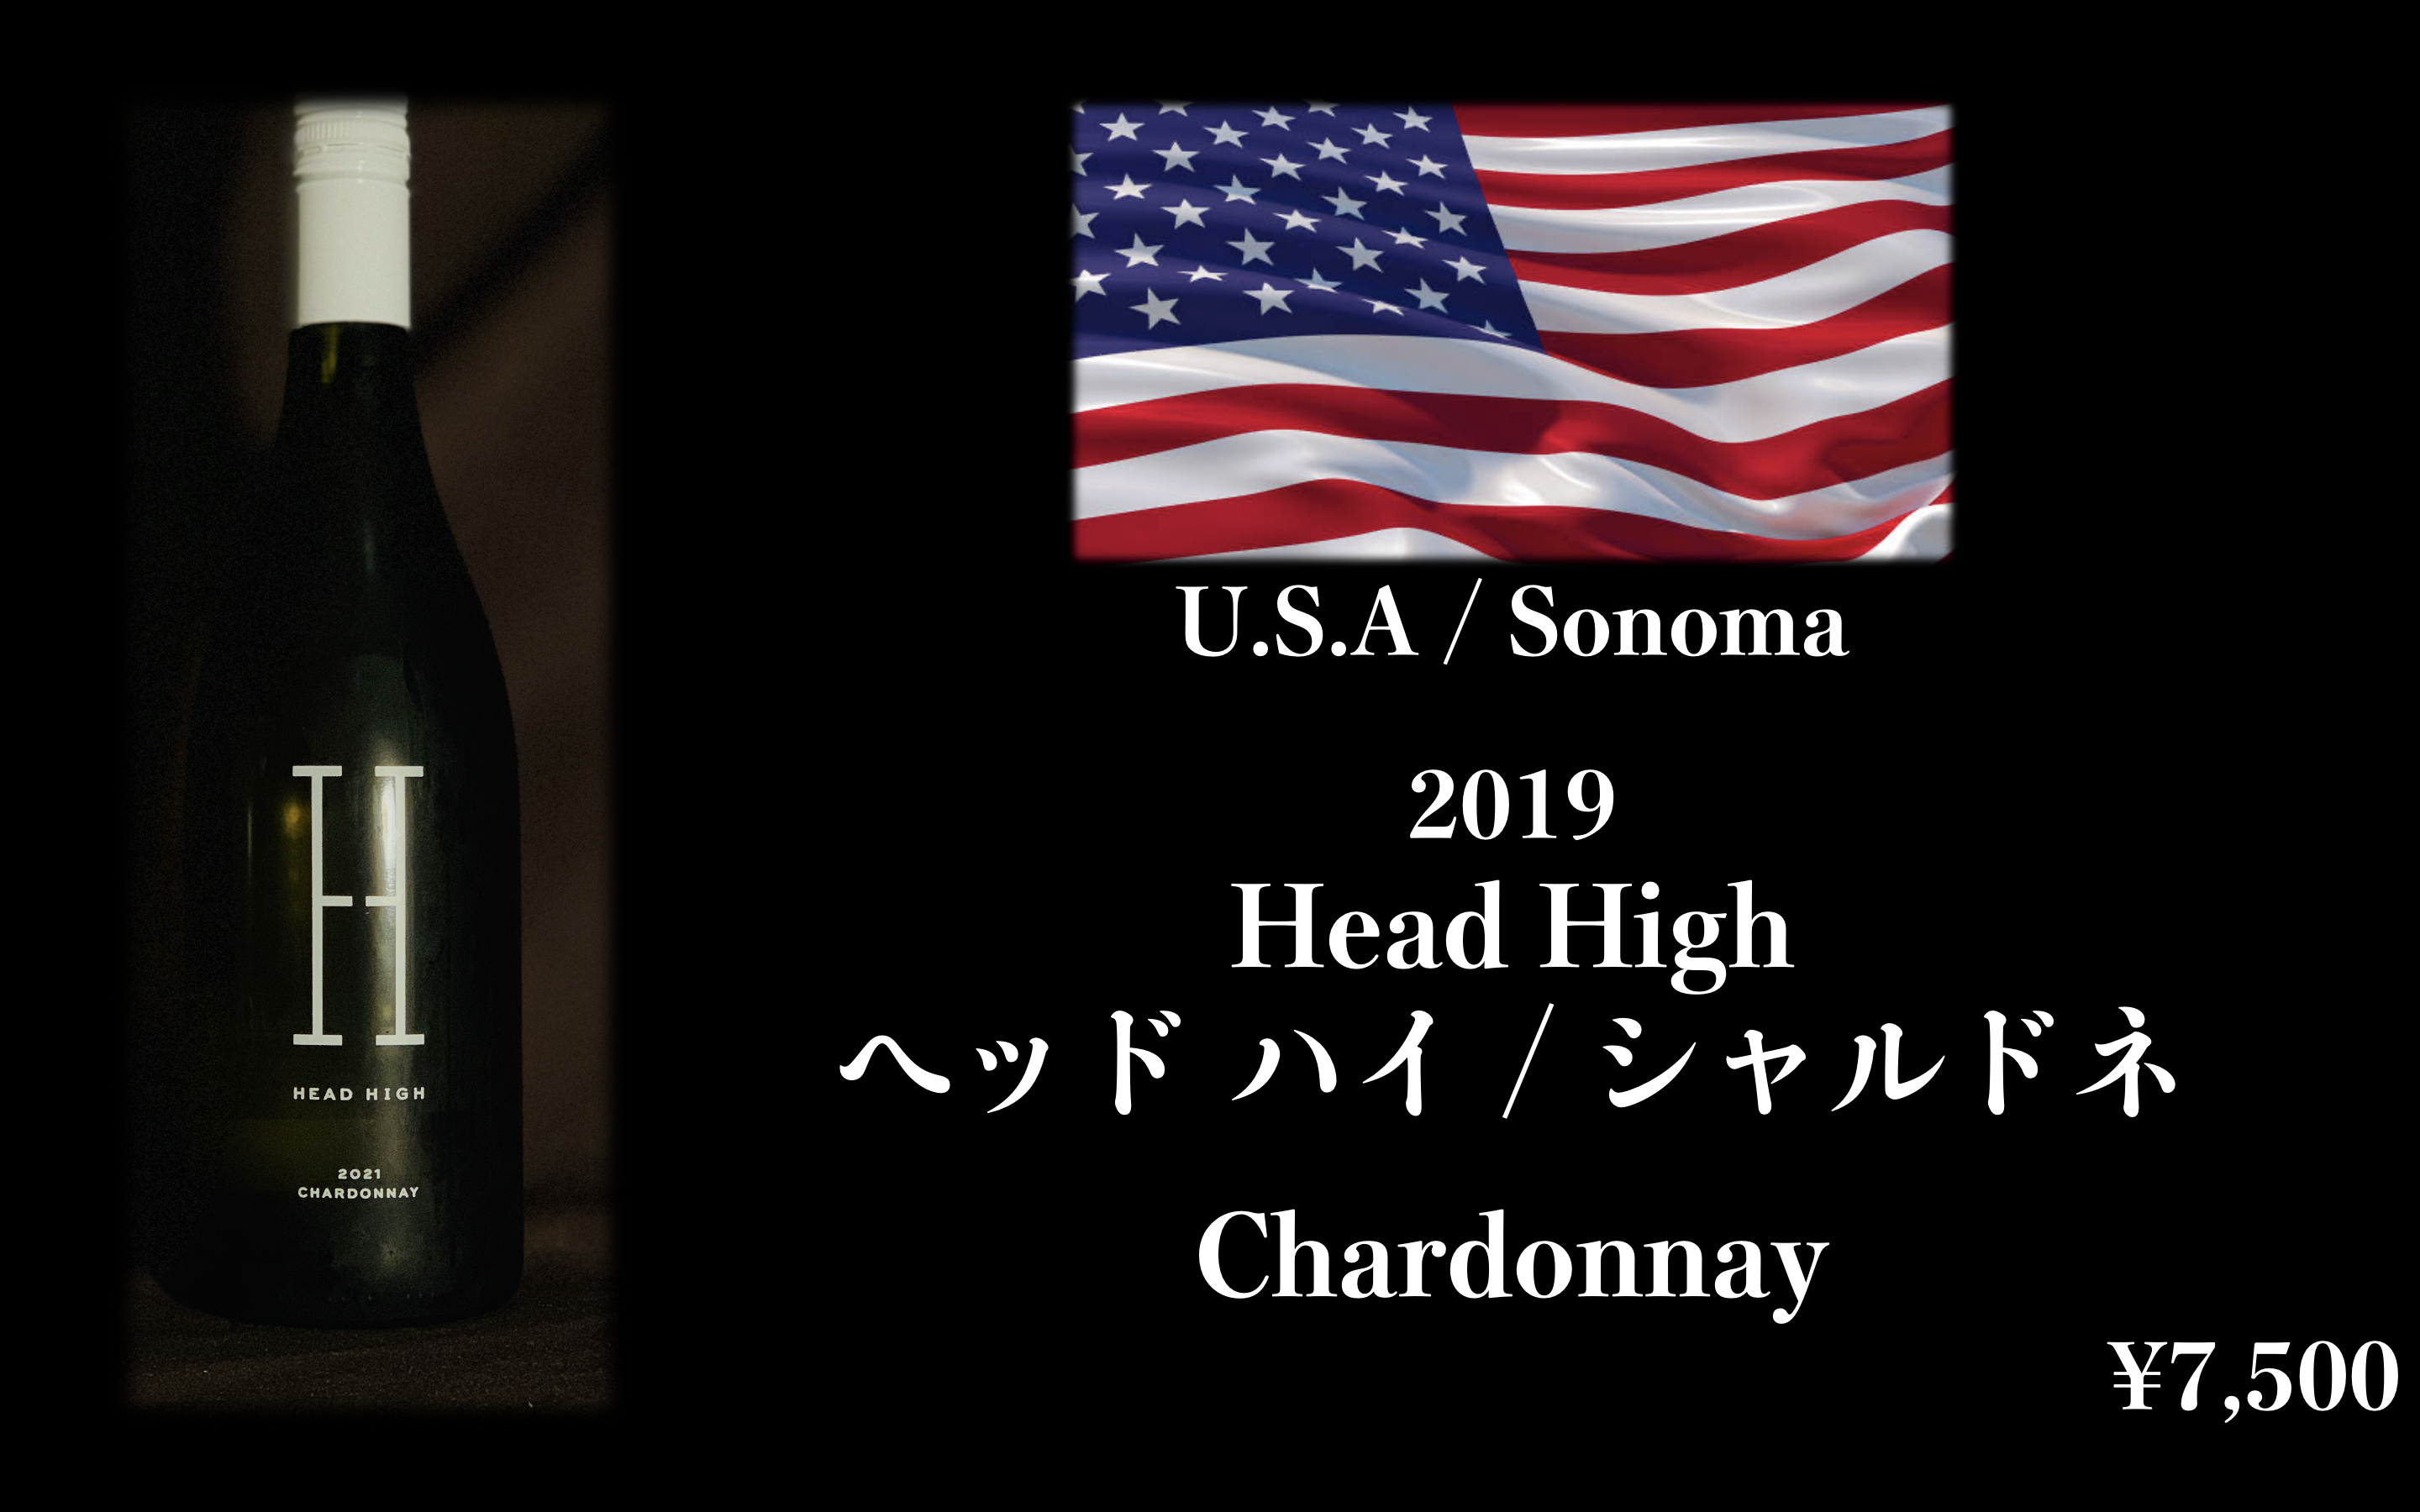 H
HEAD HIGH
2021
CHARDONNAY
U.S.A / Sonoma
2019
Head High
ヘッド ハイ / シャルドネ
Chardonnay
¥7,500